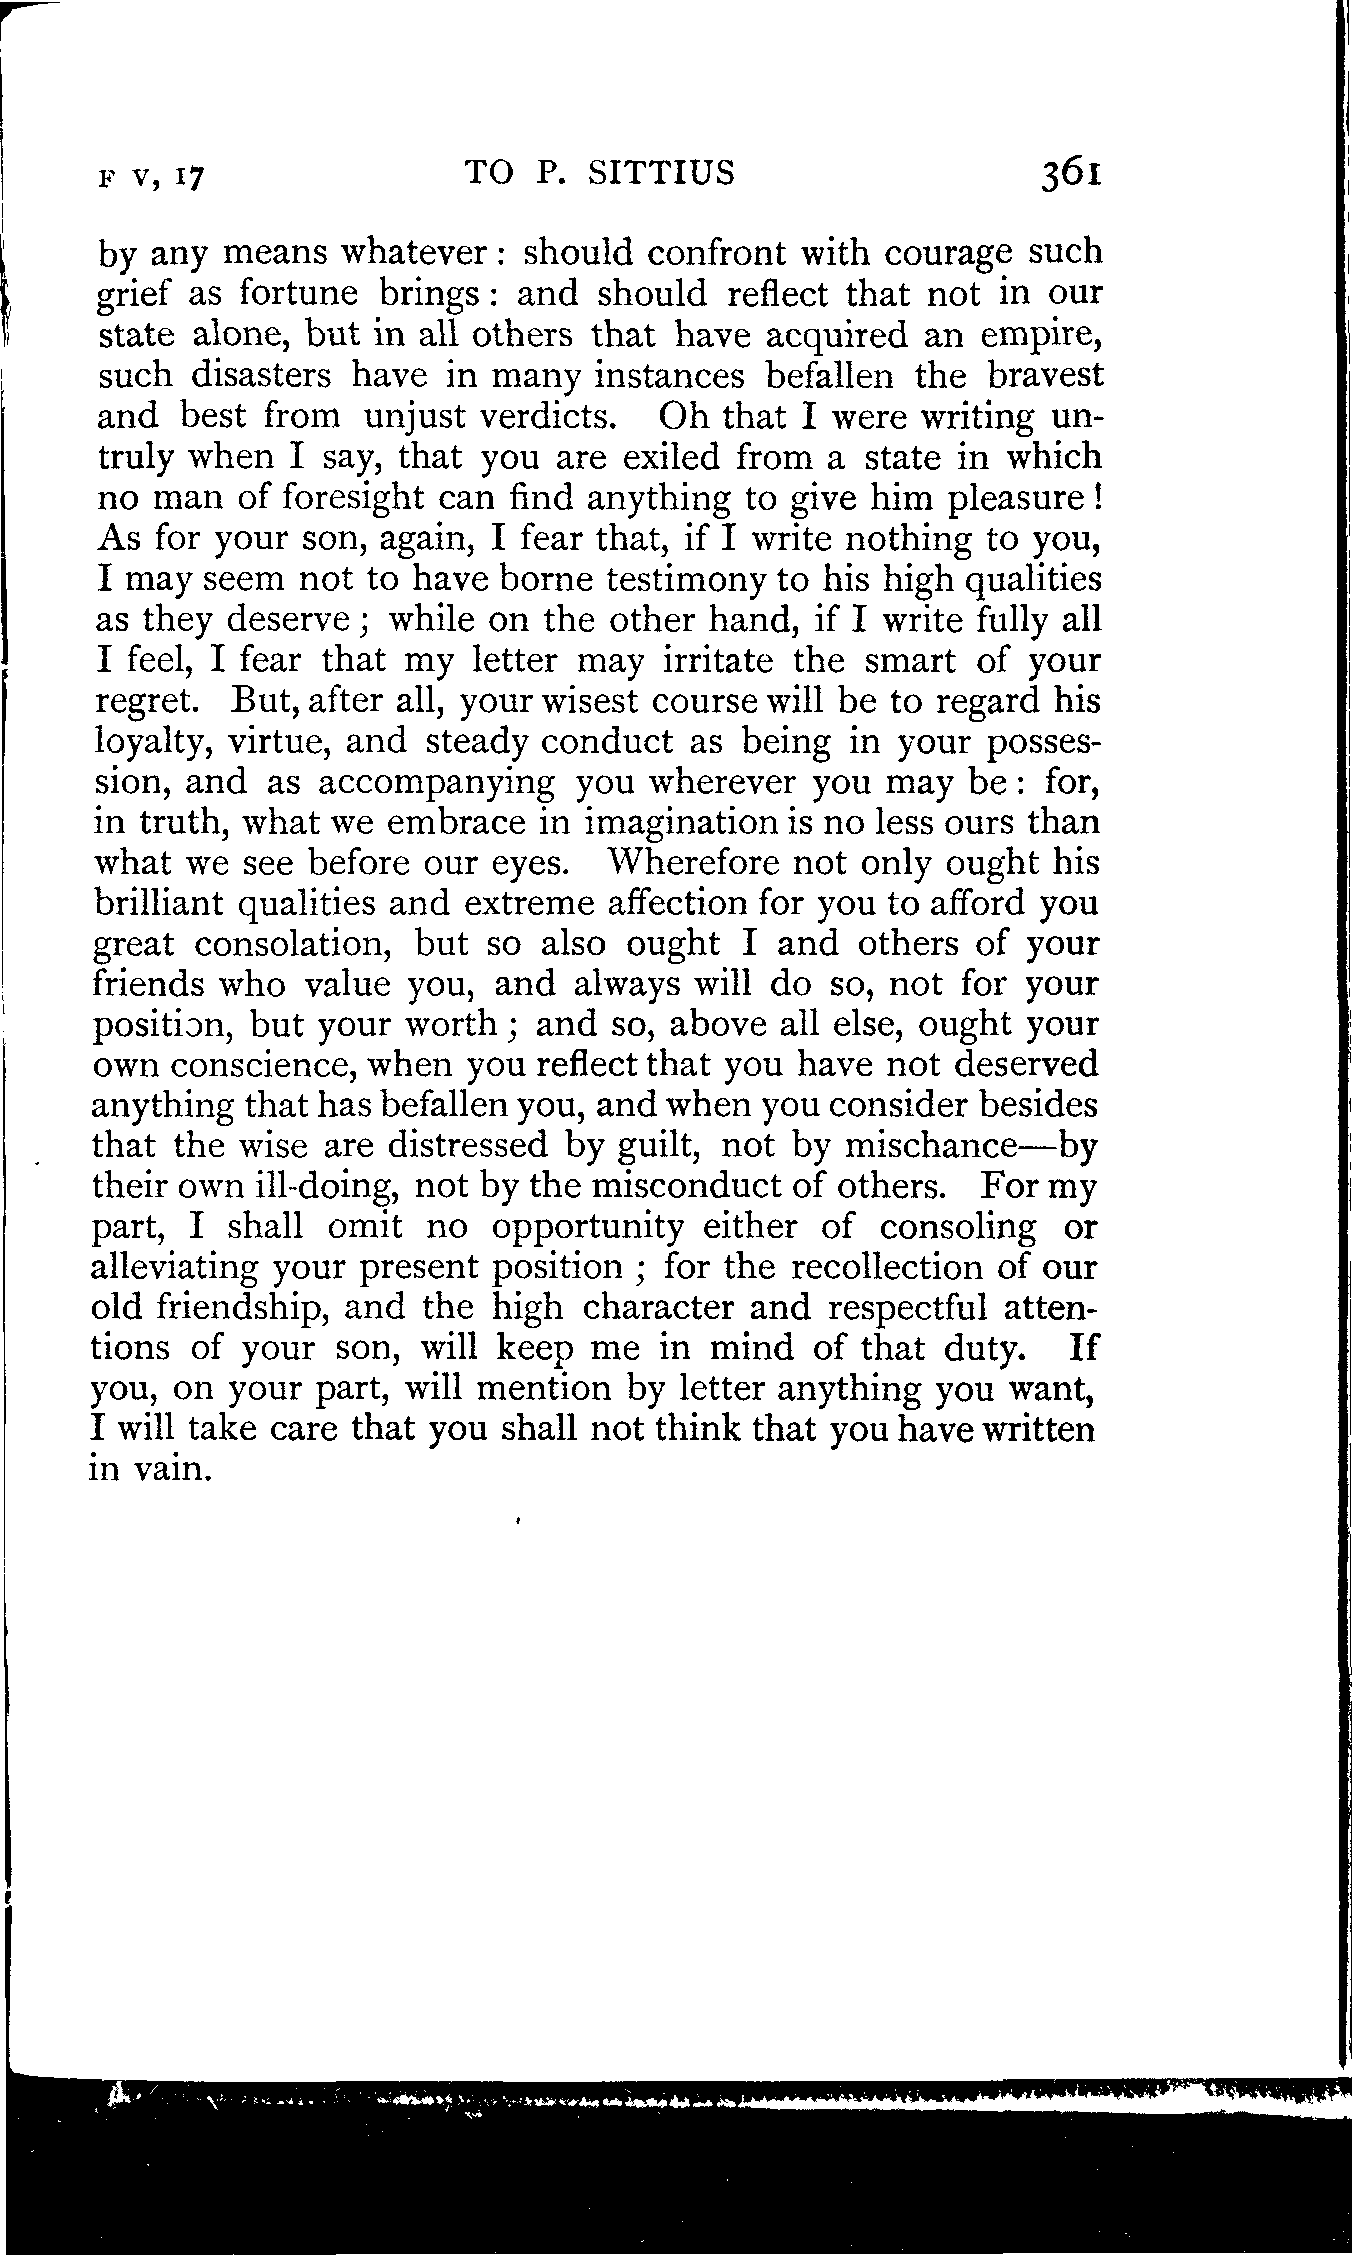 F V, 17 TO P. SITTIUS 361
by any means whatever : should confront with courage such
grief as fortune brings : and should reflect that not in our
state alone, but in all others that have acquired an empire,
such disasters have in many instances befallen the bravest
and best from unjust verdicts. Oh that I were writing un-
truly when I say, that you are exiled from a state in which
no man of foresight can find anything to give him pleasure !
As for your son, again, I fear that, if I write nothing to you,
I may seem not to have borne testimony to his high qualities
as they deserve ; while on the other hand, if I write fully all
I feel, I fear that my letter may irritate the smart of your
regret. But, after all, your wisest course will be to regard his
loyalty, virtue, and steady conduct as being in your posses-
sion, and as accompanying you wherever you may be : for,
in truth, what we embrace in imagination is no less ours than
what we see before our eyes. Wherefore not only ought his
brilliant qualities and extreme affection for you to afford you
great consolation, but so also ought I and others of your
friends who value you, and always will do so, not for your
position, but your worth ; and so, above all else, ought your
own conscience, when you reflect that you have not deserved
anything that has befallen you, and when you consider besides
that the wise are distressed by guilt, not by mischance—by
their own ill-doing, not by the misconduct of others. For my
part, I shall omit no opportunity either of consoling or
alleviating your present position ; for the recollection of our
old friendship, and the high character and respectful atten-
tions of your son, will keep me in mind of that duty. If
you, on your part, will mention by letter anything you want,
I will take care that you shall not think that you have written
in vain.